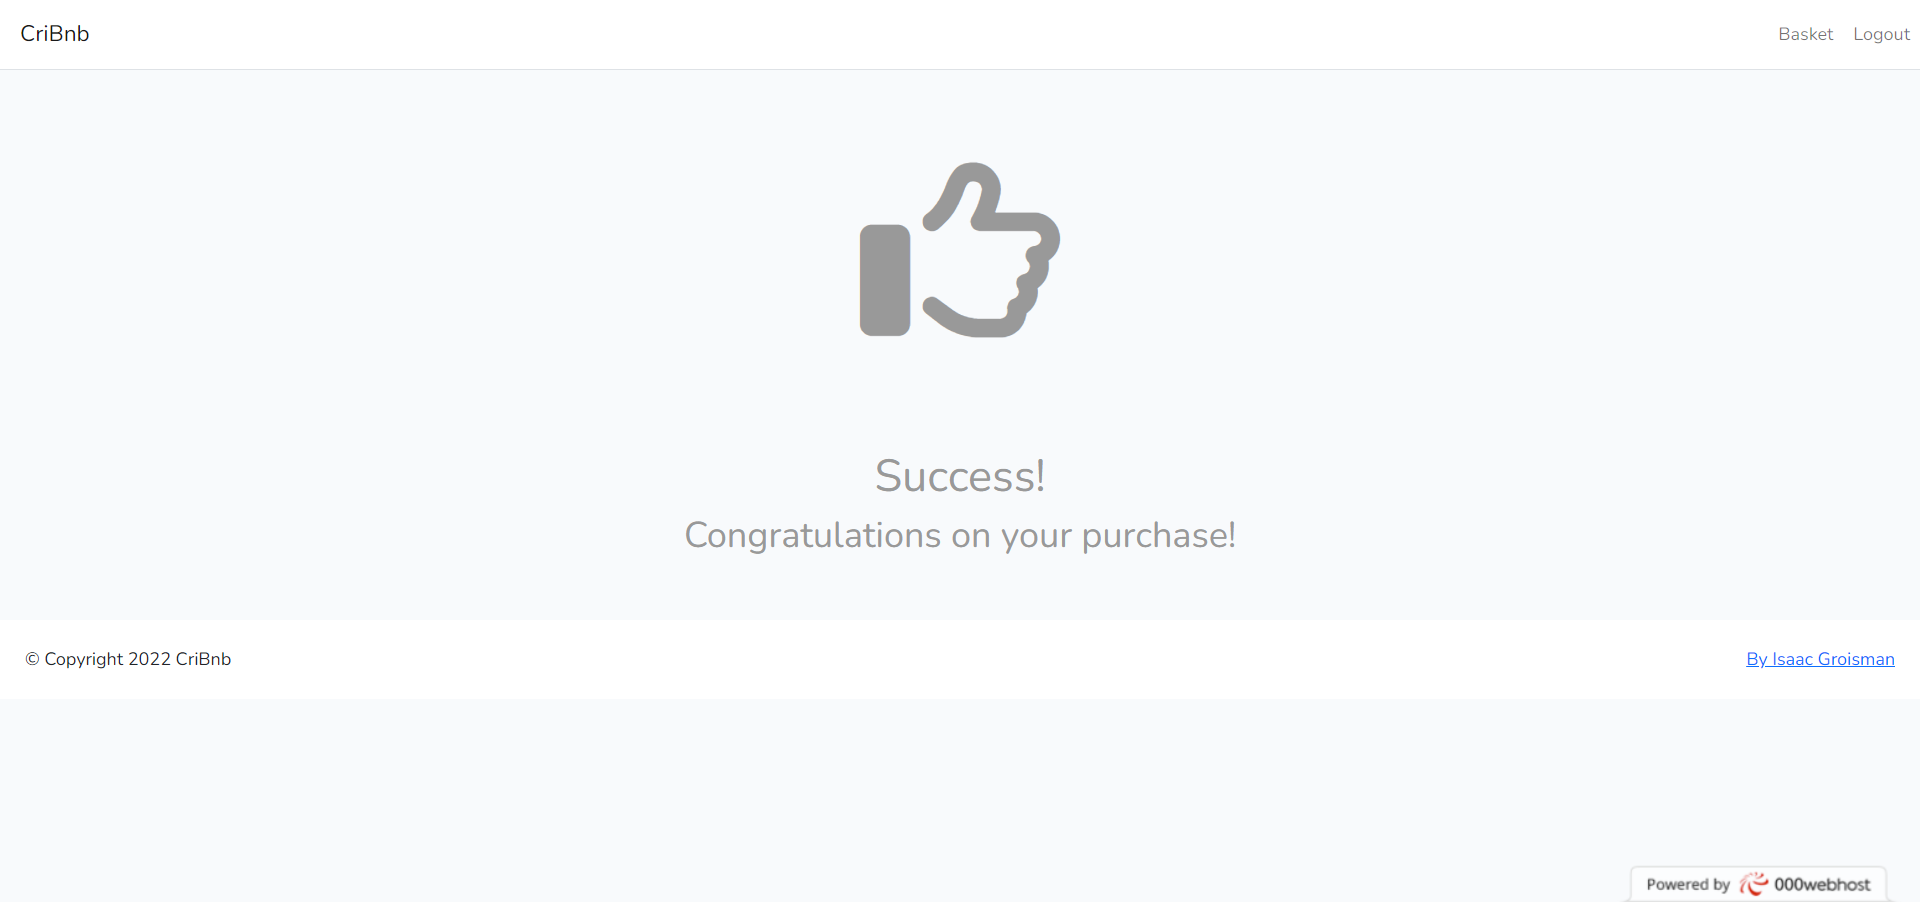 CriBnb
Basket Logout
Success!
Congratulations on your purchase!
© Copyright 2022 CriBnb
By Isaac Groisman
Powered by 000webhost